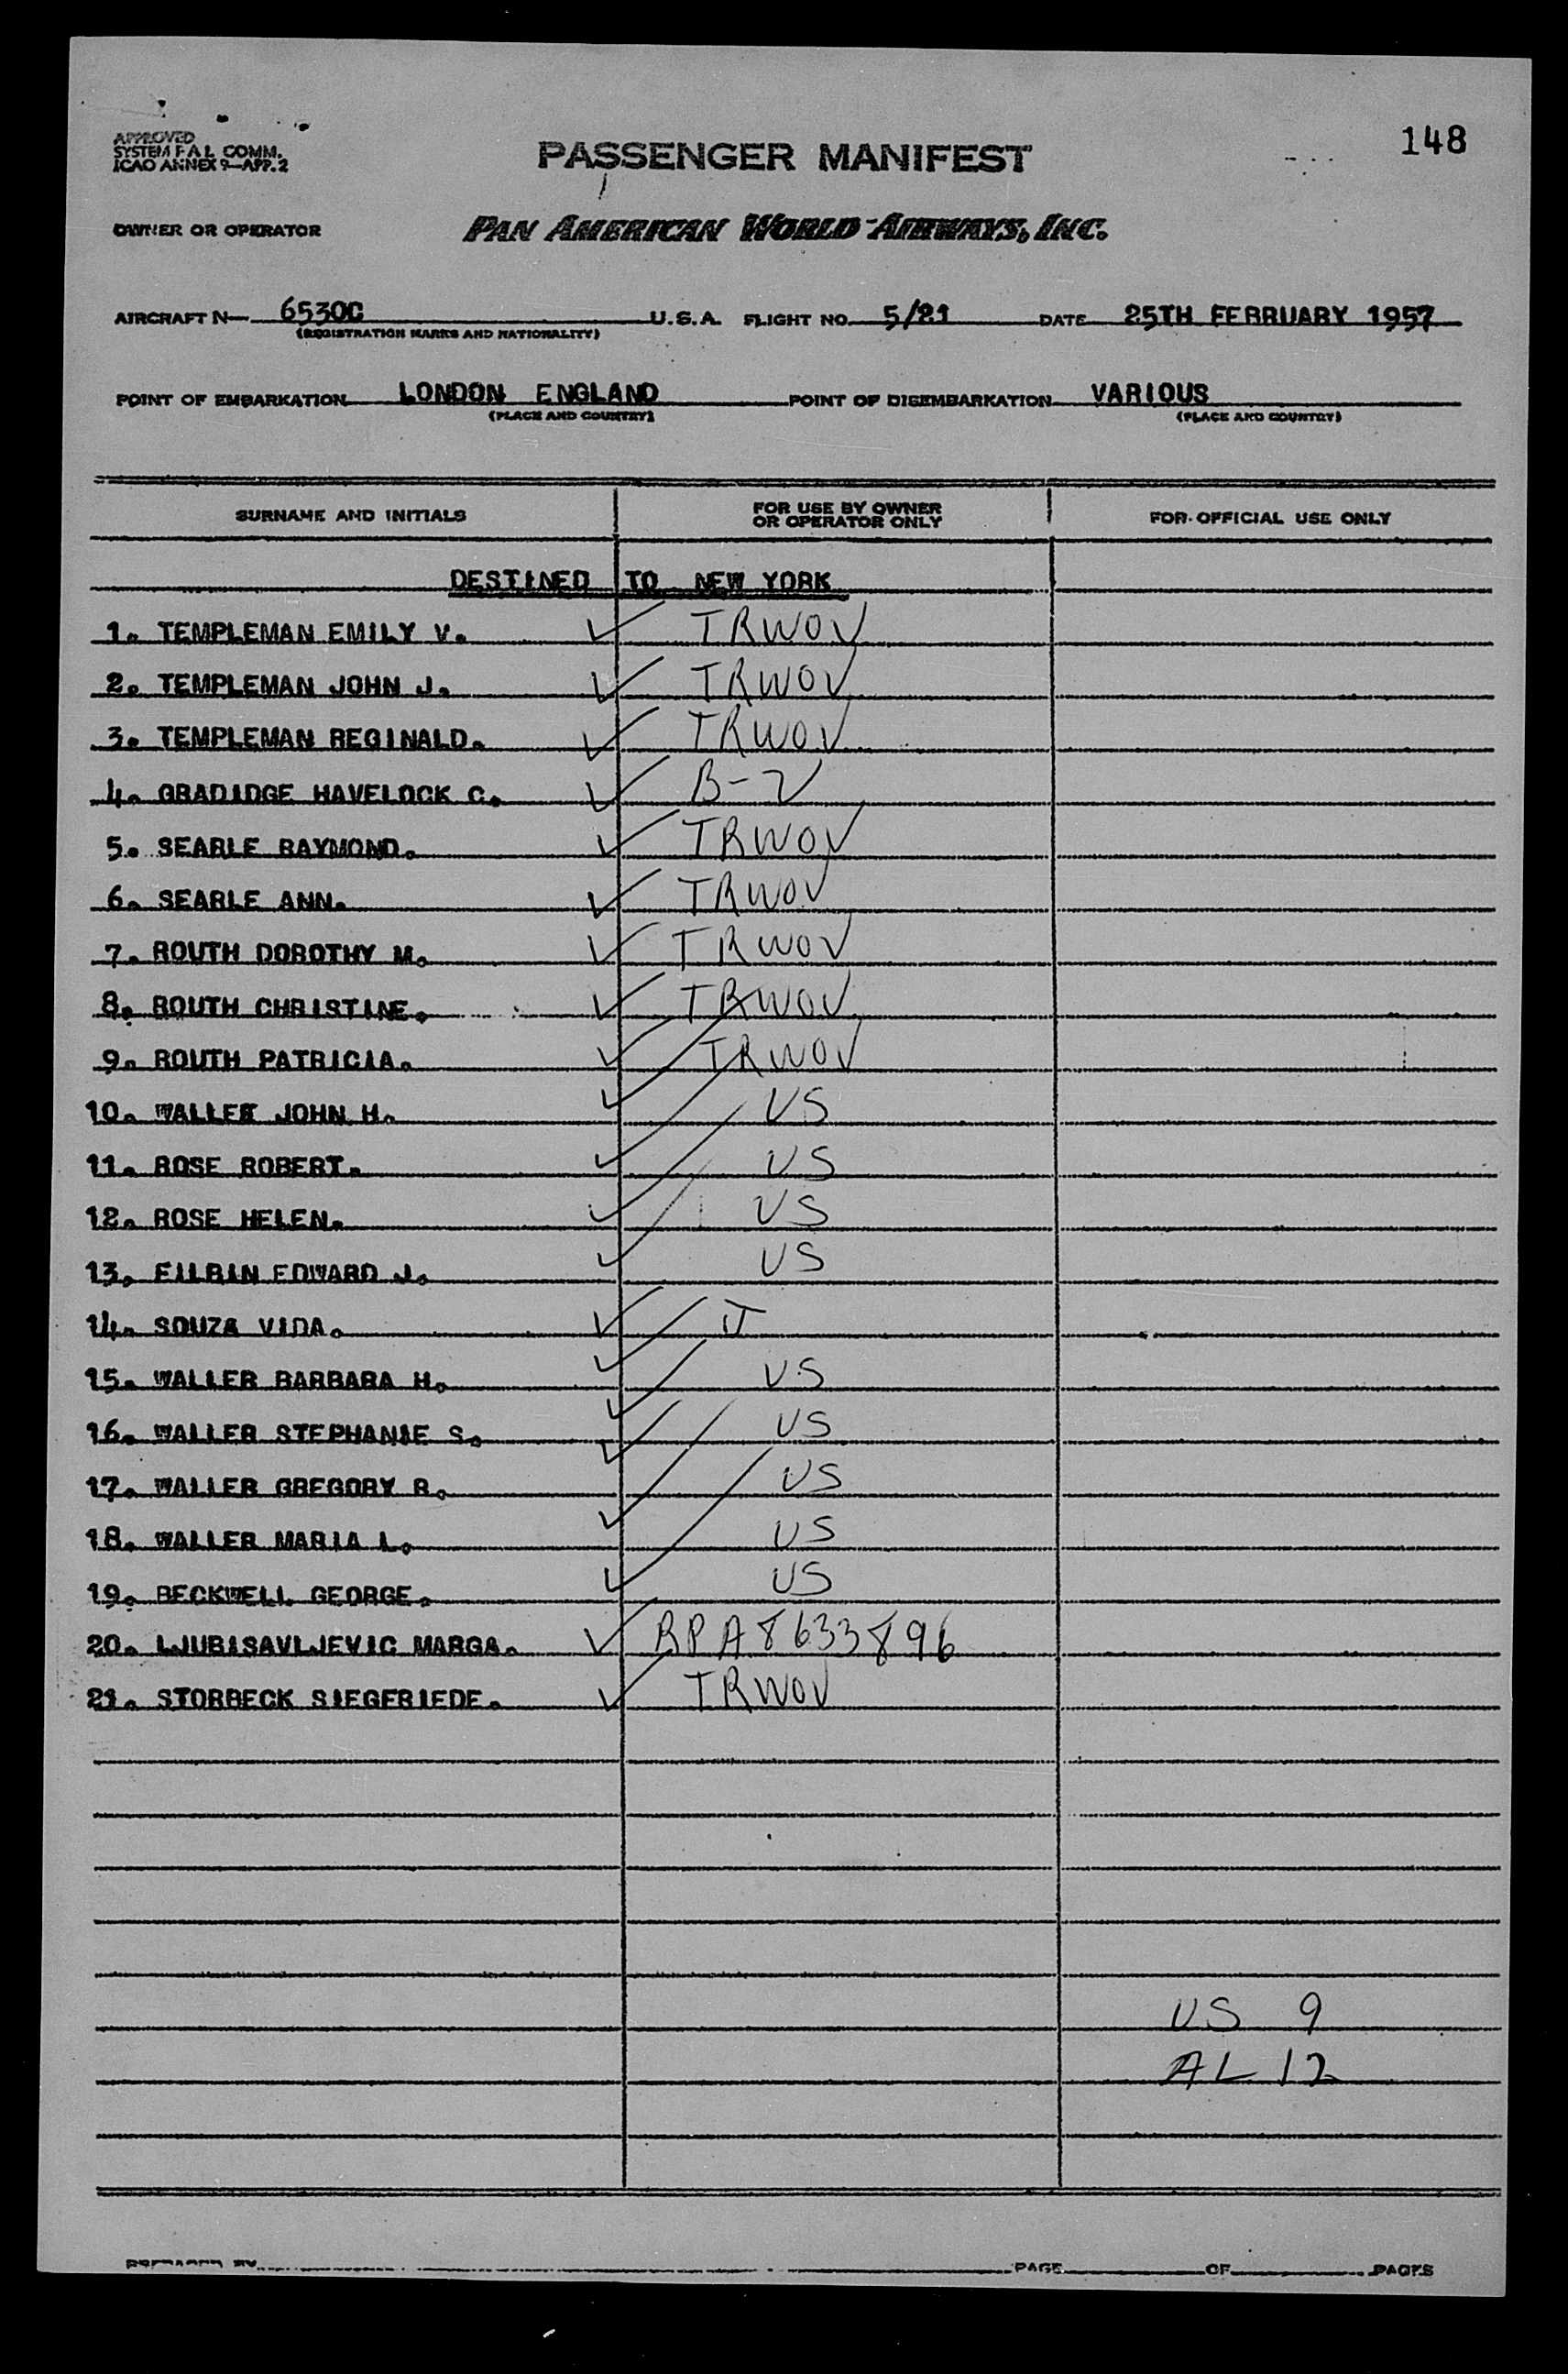 APPROVED
SYSTEM F A L COMM.
ICAO ANNEX 9—APP. 2
148
PASSENGER MANIFEST
OWNER OR OPERATOR PAN AMERICAN WORLD AIRWAYS, INC.
AIRCRAFT N— 6530C U.S.A. FLIGHT NO. 5/21 DATE 25TH FEBRUARY 1957
(REGISTRATION MARKS AND NATIONALITY)
POINT OF EMBARKATION LONDON ENGLAND POINT OF DISEMBARKATION VARIOUS
(PLACE AND COUNTRY) (PLACE AND COUNTRY)
SURNAME AND INITIALS FOR USE BY OWNER OR OPERATOR ONLY FOR OFFICIAL USE ONLY
DESTINED TO NEW YORK
1. TEMPLEMAN EMILY V. ✓ TRWOV
2. TEMPLEMAN JOHN J. ✓ TRWOV
3. TEMPLEMAN REGINALD. ✓ TRWOV
4. GRADIDGE HAVELOCK C. ✓ B-2
5. SEARLE RAYMOND. ✓ TRWOV
6. SEARLE ANN. ✓ TRWOV
7. ROUTH DOROTHY M. ✓ TRWOV
8. ROUTH CHRISTINE. ✓ TRWOV
9. ROUTH PATRICIA. ✓ TRWOV
10. WALLER JOHN H. ✓ US
11. ROSE ROBERT. ✓ US
12. ROSE HELEN. ✓ US
13. FILBIN EDWARD J. ✓ US
14. SOUZA VIDA. ✓ IT
15. WALLER BARBARA H. ✓ US
16. WALLER STEPHANIE S. ✓ US
17. WALLER GREGORY R. ✓ US
18. WALLER MARIA L. ✓ US
19. BECKWELL GEORGE. ✓ US
20. LJUBISAVLJEVIC MARGA. ✓ RPA8633896
21. STORBECK SIEGFRIEDE. ✓ TRWOV
US 9
AL 12
PREPARED BY PAGE OF PAGES